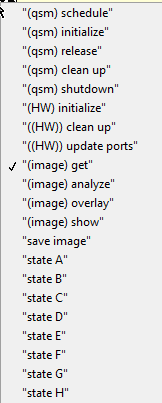 "(qsm) schedule"
"(qsm) initialize"
"(qsm) release"
"(qsm) clean up"
"(qsm) shutdown"
"(HW) initialize"
"((HW)) clean up"
"((HW)) update ports"
"(image) get"
"(image) analyze"
"(image) overlay"
"(image) show"
"save image"
"state A"
"state B"
"state C"
"state D"
"state E"
"state F"
"state G"
"state H"